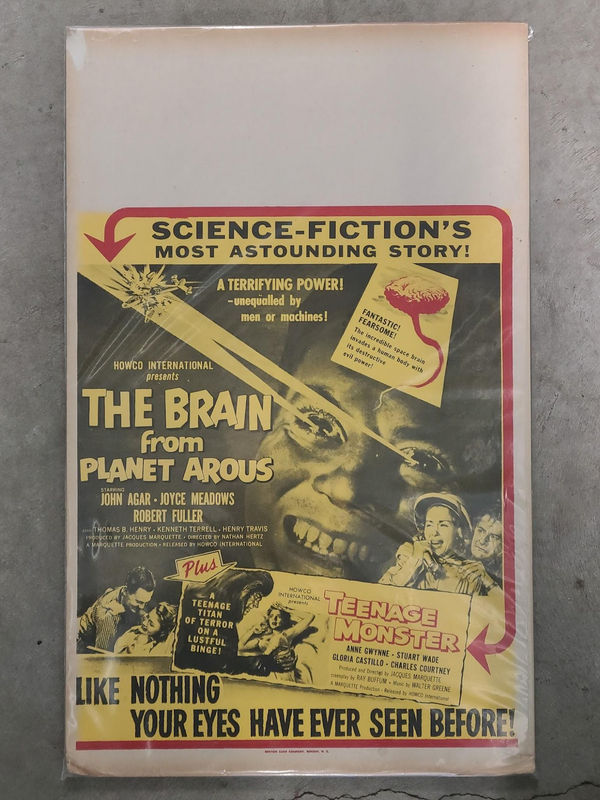 SCIENCE-FICTION'S
MOST ASTOUNDING STORY!
A TERRIFYING POWER!
-unequalled by
men or machines!
FANTASTIC!
FEARSOME!
The incredible space brain
invades a human body with
its destructive
evil power!
HOWCO INTERNATIONAL
presents
THE BRAIN
from
PLANET AROUS
STARRING
JOHN AGAR · JOYCE MEADOWS
ROBERT FULLER
THOMAS B. HENRY · KENNETH TERRELL · HENRY TRAVIS
PRODUCED BY JACQUES MARQUETTE · DIRECTED BY NATHAN HERTZ
A MARQUETTE PRODUCTION · RELEASED BY HOWCO INTERNATIONAL
Plus
A
TEENAGE
TITAN
OF TERROR
ON A
LUSTFUL
BINGE!
HOWCO
INTERNATIONAL
presents
TEENAGE
MONSTER
ANNE GWYNNE · STUART WADE
GLORIA CASTILLO · CHARLES COURTNEY
Produced and Directed by JACQUES MARQUETTE
Screenplay by RAY BUFFUM · Music by WALTER GREENE
A MARQUETTE Production · Released by HOWCO International
LIKE NOTHING
YOUR EYES HAVE EVER SEEN BEFORE!